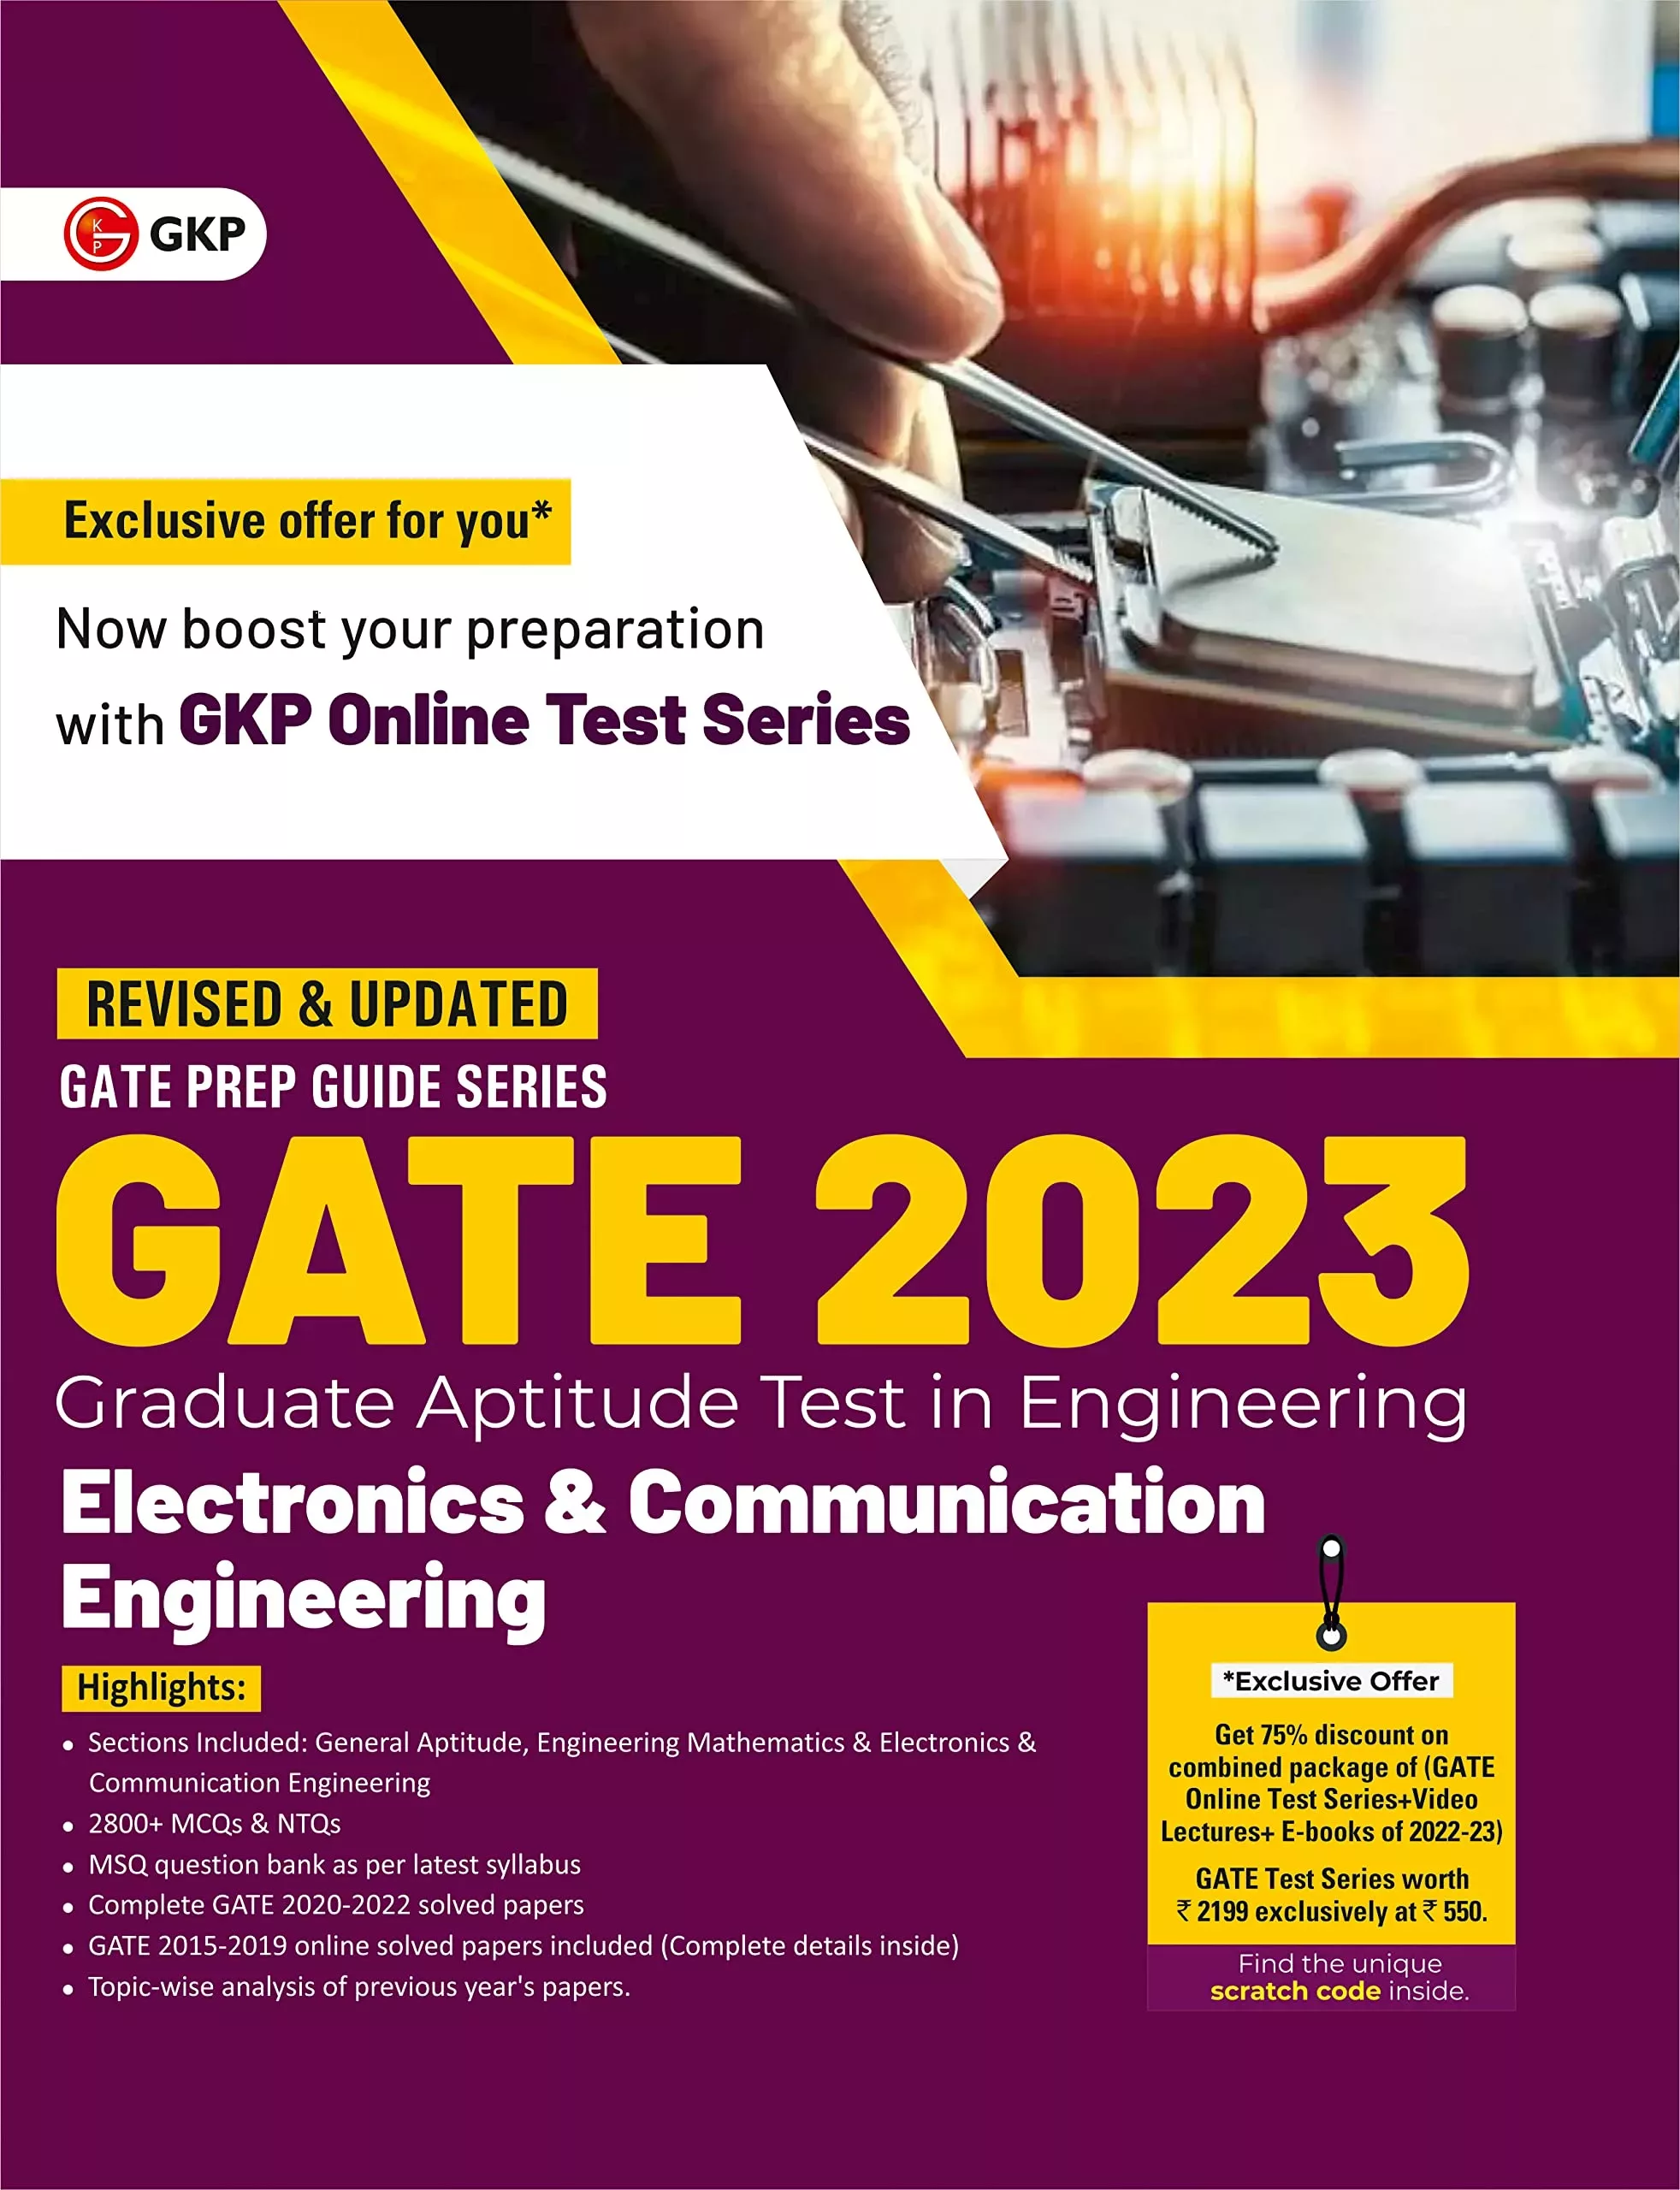 GKP
GKP
Exclusive offer for you*
Now boost your preparation
with GKP Online Test Series
REVISED & UPDATED
GATE PREP GUIDE SERIES
GATE 2023
Graduate Aptitude Test in Engineering
Electronics & Communication
Engineering
Highlights:
• Sections Included: General Aptitude, Engineering Mathematics & Electronics &
Communication Engineering
• 2800+ MCQs & NTQs
• MSQ question bank as per latest syllabus
• Complete GATE 2020-2022 solved papers
• GATE 2015-2019 online solved papers included (Complete details inside)
• Topic-wise analysis of previous year's papers.
*Exclusive Offer
Get 75% discount on
combined package of (GATE
Online Test Series+Video
Lectures+ E-books of 2022-23)
GATE Test Series worth
₹ 2199 exclusively at ₹ 550.
Find the unique
scratch code inside.